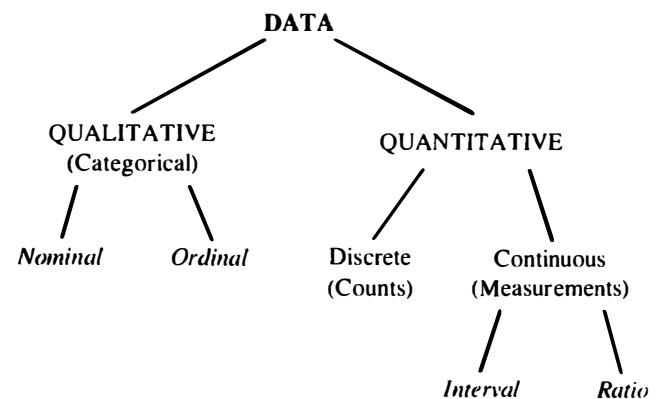 DATA
QUALITATIVE
(Categorical)
QUANTITATIVE
Nominal
Ordinal
Discrete
(Counts)
Continuous
(Measurements)
Interval
Ratio